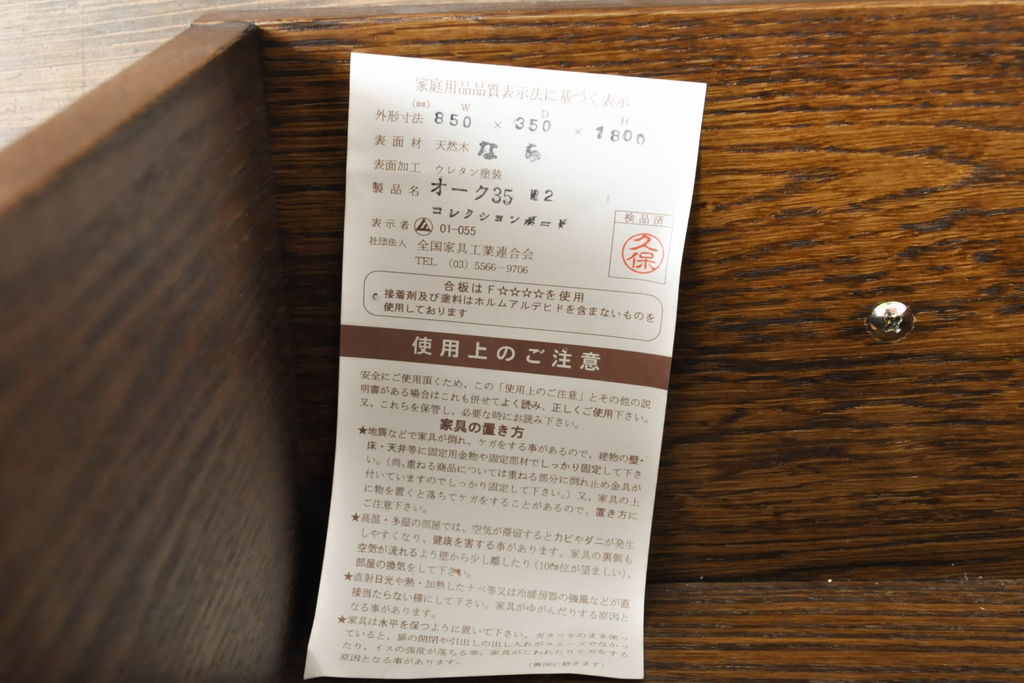 家庭用品品質表示法に基づく表示
(㎜) W D H
外形寸法 850 × 350 × 1800
表面材 天然木 なら
表面加工 ウレタン塗装
製品名 オーク35 2
コレクションボード
表示者 01-055
社団法人 全国家具工業連合会
TEL (03) 5566-9706
検品済
久保
合板はF☆☆☆☆を使用
接着剤及び塗料はホルムアルデヒドを含まないものを
使用しております
使用上のご注意
安全にご使用頂くため、この「使用上のご注意」とその他の説
明書がある場合はこれも併せてよく読み、正しくご使用下さい。
又、これらを保管し、必要な時にお読み下さい。
家具の置き方
★地震などで家具が倒れ、ケガをする事があるので、建物の壁・
床・天井等に固定用金物や固定部材でしっかり固定して下さ
い。(尚、重ねる商品については重ねる部分に倒れ止め金具が
付いていますのでしっかり固定して下さい。)又、家具の上
に物を置くと落ちてケガをすることがあるので、置き方に
ご注意下さい。
★高温・多湿の部屋では、空気が滞留するとカビやダニが発生
しやすくなり、健康を害する事があります。家具の裏側も
空気が流れるよう壁から少し離したり(10㎝位が望ましい)、
部屋の換気をして下さい。
★直射日光や熱・加熱したナベ等又は冷暖房器の強風などが直
接当たらない様にして下さい。家具がゆがんだりする原因と
なる事があります。
★家具は水平を保つように置いて下さい。ガタツキのまま使っ
ていると、扉の開閉や引出しの出し入れがスムーズでなかっ
たり、イスの強度が落ちる等、家具がこわれたりケガをする
原因となる事があります。
(裏面に続きます)